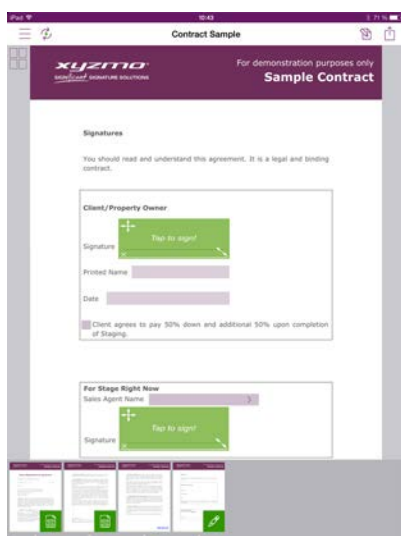 iPad
10:43
71 %
Contract Sample
xyzmo
SIGNificant SIGNATURE SOLUTIONS
For demonstration purposes only
Sample Contract
Signatures
You should read and understand this agreement. It is a legal and binding
contract.
Client/Property Owner
Tap to sign!
Signature
Printed Name
Date
Client agrees to pay 50% down and additional 50% upon completion
of Staging.
For Stage Right Now
Sales Agent Name
Tap to sign!
Signature